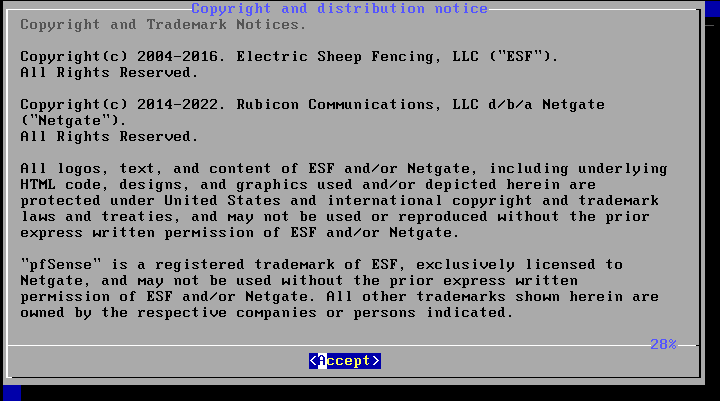 Copyright and distribution notice
Copyright and Trademark Notices.
Copyright(c) 2004-2016. Electric Sheep Fencing, LLC ("ESF").
All Rights Reserved.
Copyright(c) 2014-2022. Rubicon Communications, LLC d/b/a Netgate
("Netgate").
All Rights Reserved.
All logos, text, and content of ESF and/or Netgate, including underlying
HTML code, designs, and graphics used and/or depicted herein are
protected under United States and international copyright and trademark
laws and treaties, and may not be used or reproduced without the prior
express written permission of ESF and/or Netgate.
"pfSense" is a registered trademark of ESF, exclusively licensed to
Netgate, and may not be used without the prior express written
permission of ESF and/or Netgate. All other trademarks shown herein are
owned by the respective companies or persons indicated.
28%
<Accept>